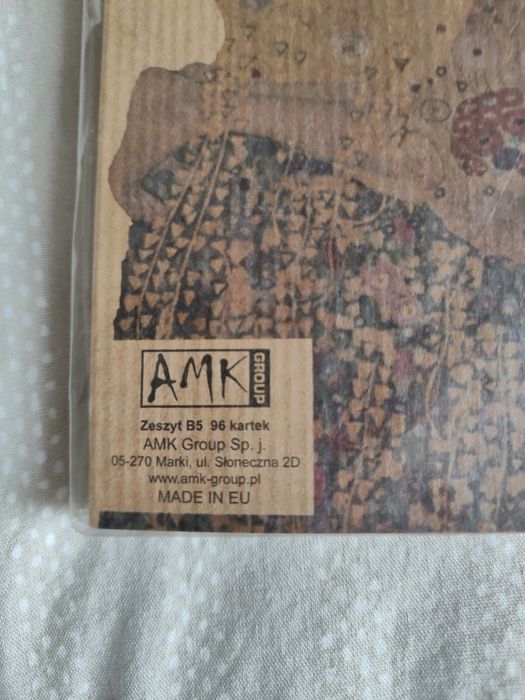 AMK GROUP
Zeszyt B5 96 kartek
AMK Group Sp. j.
05-270 Marki, ul. Słoneczna 2D
www.amk-group.pl
MADE IN EU